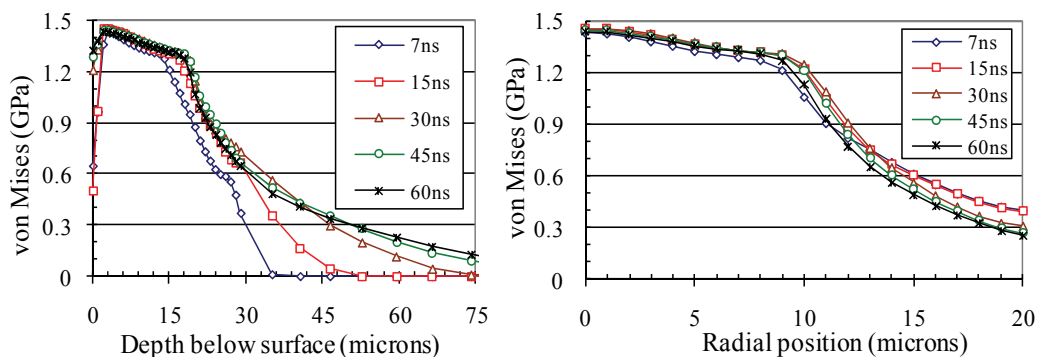 von Mises (GPa)
1.5
1.2
0.9
0.6
0.3
0
0 15 30 45 60 75
Depth below surface (microns)
7ns
15ns
30ns
45ns
60ns
von Mises (GPa)
1.5
1.2
0.9
0.6
0.3
0
0 5 10 15 20
Radial position (microns)
7ns
15ns
30ns
45ns
60ns